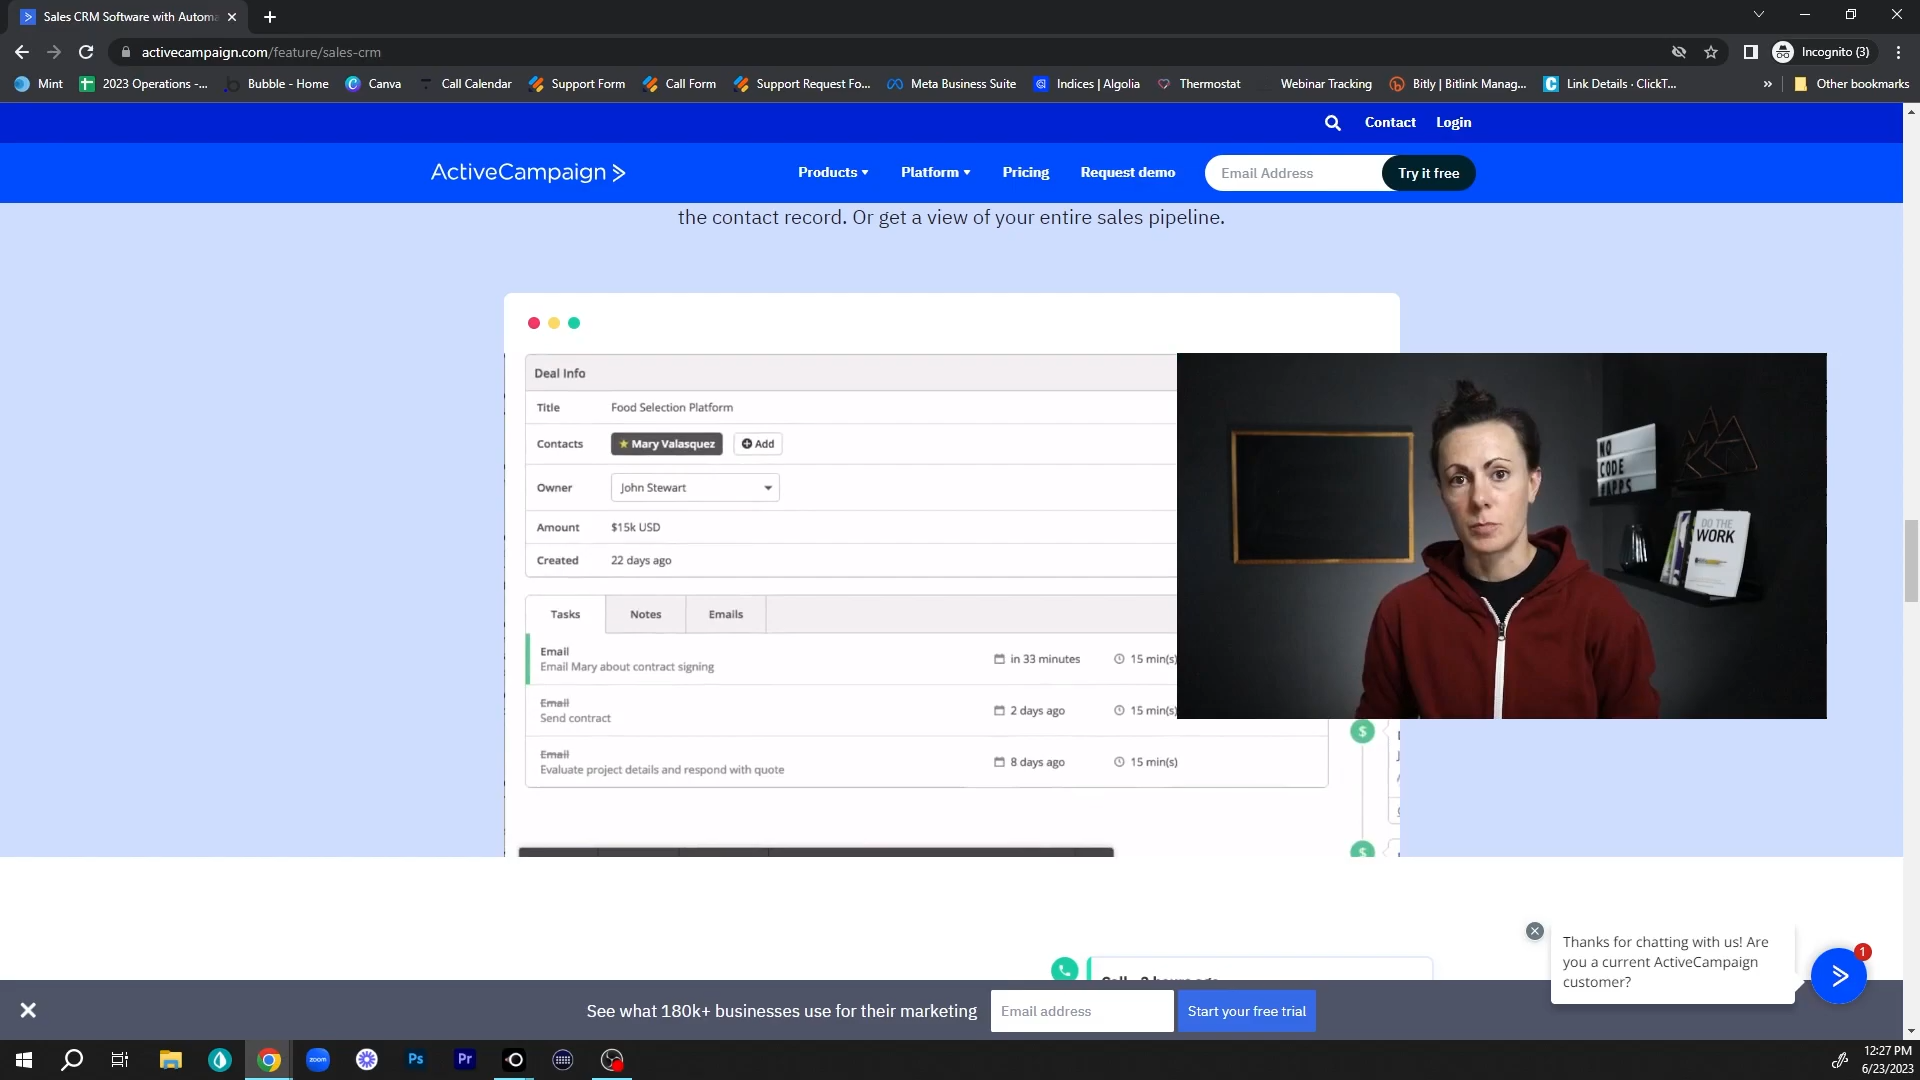 Sales CRM Software with Automa
activecampaign.com/feature/sales-crm
Incognito (3)
Mint
2023 Operations -...
Bubble - Home
Canva
Call Calendar
Support Form
Call Form
Support Request Fo...
Meta Business Suite
Indices | Algolia
Thermostat
Webinar Tracking
Bitly | Bitlink Manag...
Link Details · ClickT...
»
Other bookmarks
Contact
Login
ActiveCampaign >
Products
Platform
Pricing
Request demo
Email Address
Try it free
the contact record. Or get a view of your entire sales pipeline.
Deal Info
Title
Food Selection Platform
Contacts
Mary Valasquez
Add
Owner
John Stewart
Amount
$15k USD
Created
22 days ago
Tasks
Notes
Emails
Email
Email Mary about contract signing
in 33 minutes
15 min(s)
Email
Send contract
2 days ago
15 min(s)
Email
Evaluate project details and respond with quote
8 days ago
15 min(s)
$
$
NO
CODE
#APPS
DO THE
WORK
Thanks for chatting with us! Are
you a current ActiveCampaign
customer?
1
See what 180k+ businesses use for their marketing
Email address
Start your free trial
zoom
Ps
Pr
12:27 PM
6/23/2023